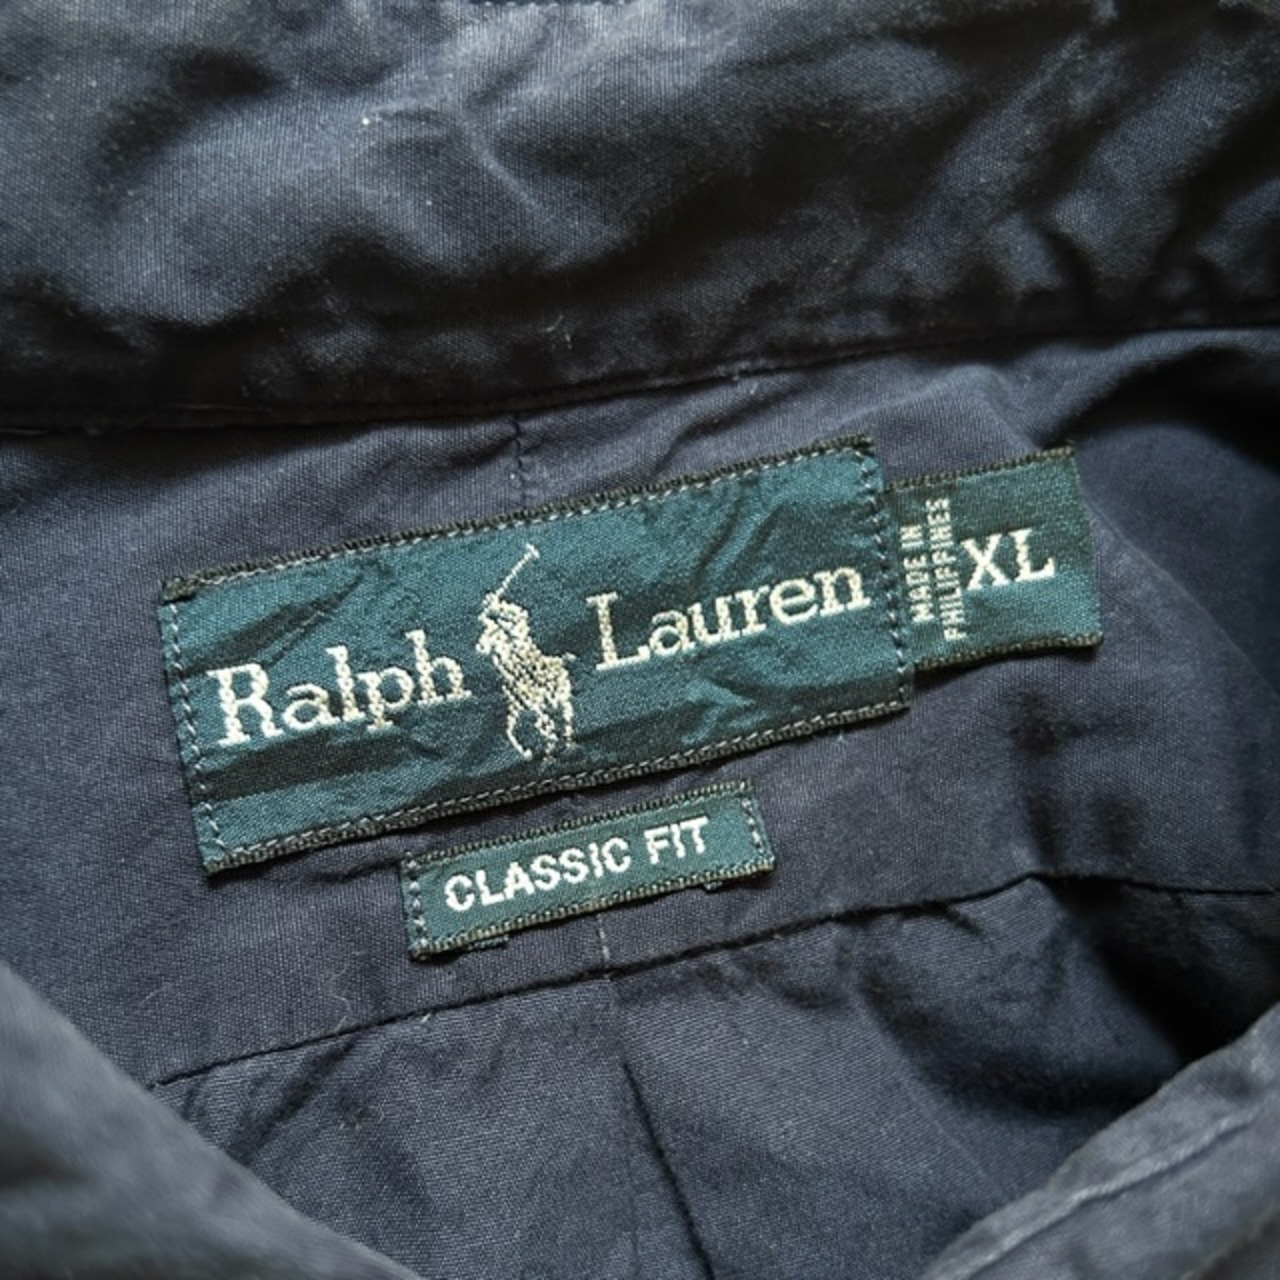 Ralph Lauren
MADE IN
PHILIPPINES
XL
CLASSIC FIT